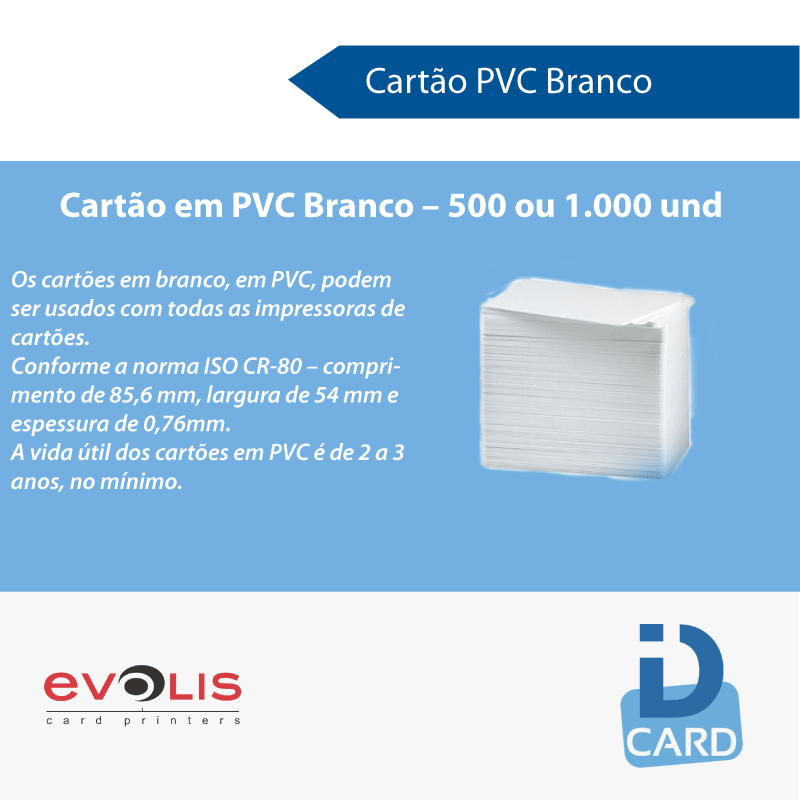 Cartão PVC Branco
Cartão em PVC Branco – 500 ou 1.000 und
Os cartões em branco, em PVC, podem
ser usados com todas as impressoras de
cartões.
Conforme a norma ISO CR-80 – compri-
mento de 85,6 mm, largura de 54 mm e
espessura de 0,76mm.
A vida útil dos cartões em PVC é de 2 a 3
anos, no mínimo.
evolis
card printers
iD
CARD